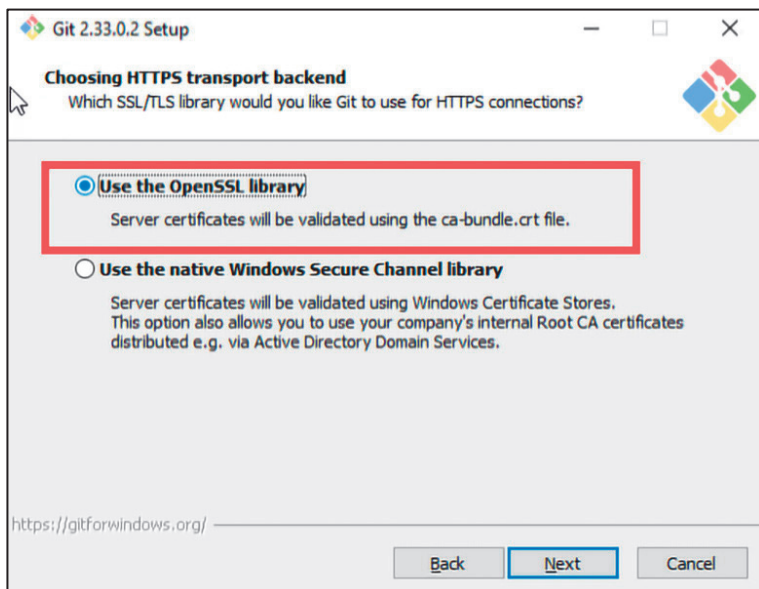 Git 2.33.0.2 Setup
Choosing HTTPS transport backend
Which SSL/TLS library would you like Git to use for HTTPS connections?
Use the OpenSSL library
Server certificates will be validated using the ca-bundle.crt file.
Use the native Windows Secure Channel library
Server certificates will be validated using Windows Certificate Stores.
This option also allows you to use your company's internal Root CA certificates
distributed e.g. via Active Directory Domain Services.
https://gitforwindows.org/
Back Next Cancel